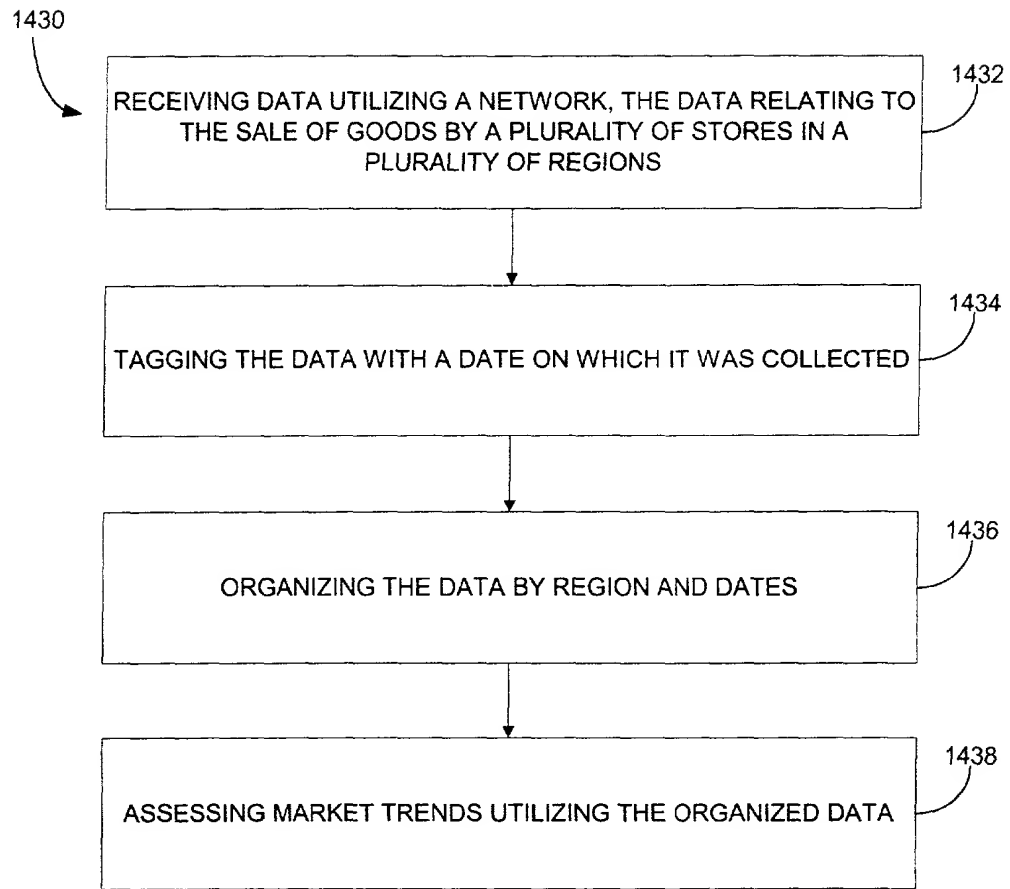 1430
RECEIVING DATA UTILIZING A NETWORK, THE DATA RELATING TO
THE SALE OF GOODS BY A PLURALITY OF STORES IN A
PLURALITY OF REGIONS
1432
TAGGING THE DATA WITH A DATE ON WHICH IT WAS COLLECTED
1434
ORGANIZING THE DATA BY REGION AND DATES
1436
ASSESSING MARKET TRENDS UTILIZING THE ORGANIZED DATA
1438